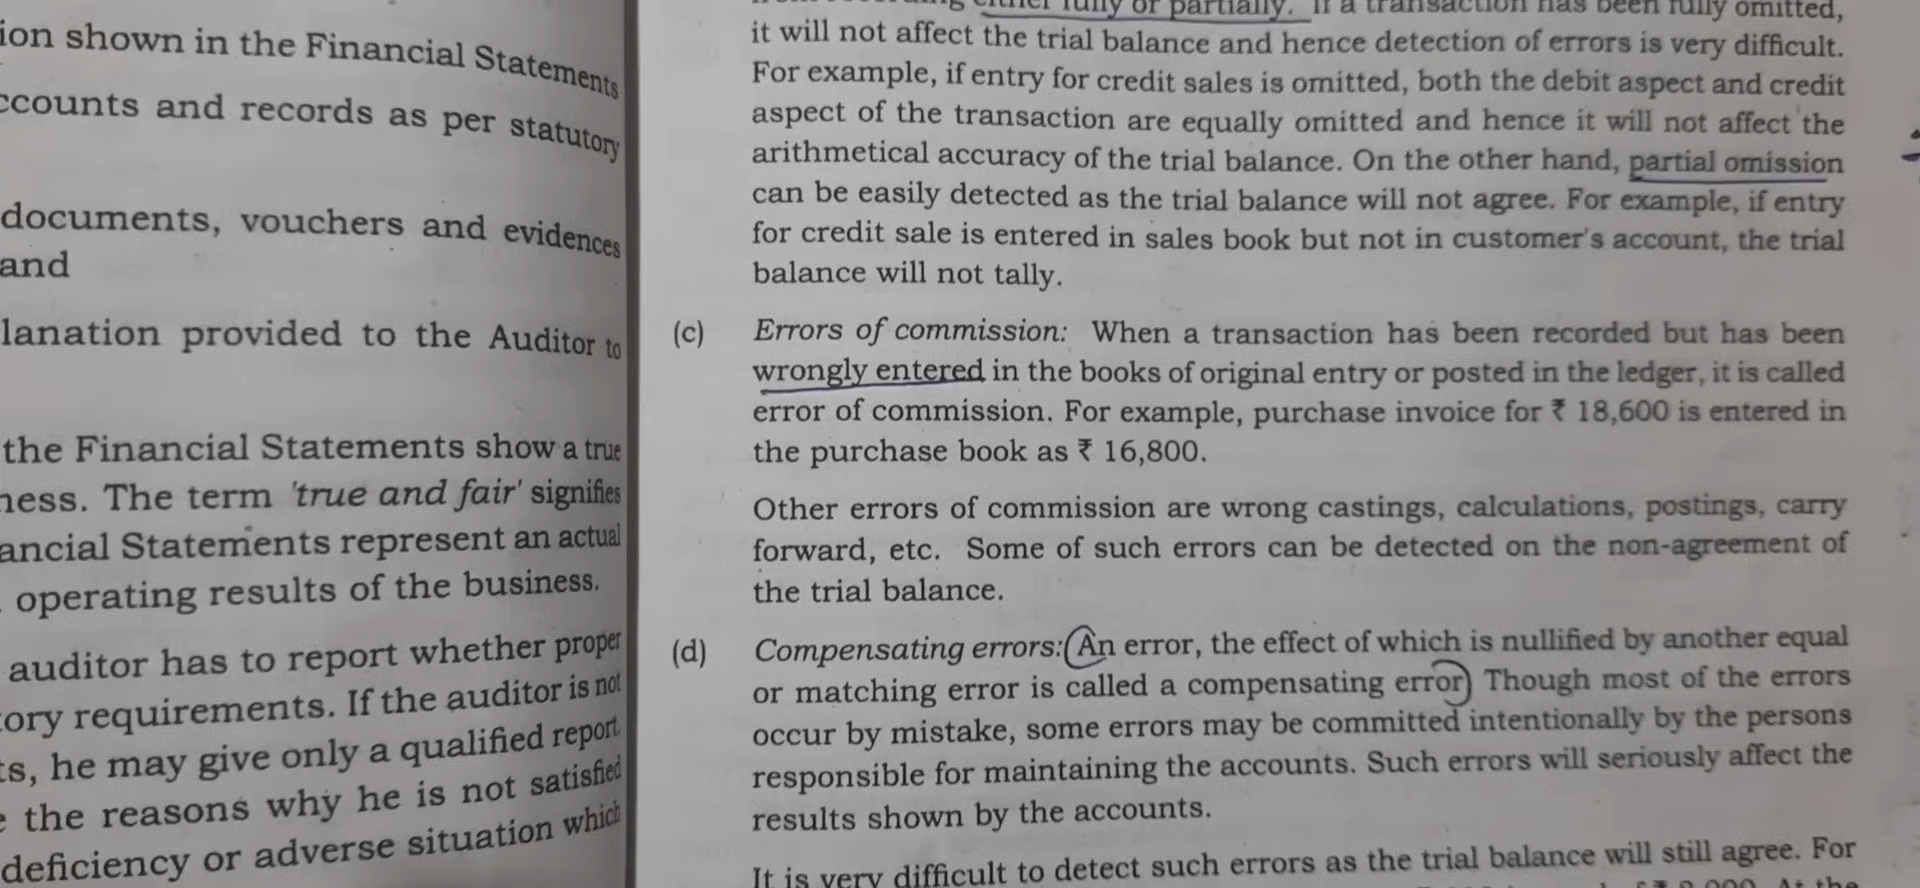 ion shown in the Financial Statements
ccounts and records as per statutory
documents, vouchers and evidences
and
lanation provided to the Auditor to
the Financial Statements show a true
ness. The term 'true and fair' signifies
ancial Statements represent an actual
operating results of the business.
auditor has to report whether proper
ory requirements. If the auditor is not
ts, he may give only a qualified report
e the reasons why he is not satisfied
deficiency or adverse situation which
either fully or partially. If a transaction has been fully omitted,
it will not affect the trial balance and hence detection of errors is very difficult.
For example, if entry for credit sales is omitted, both the debit aspect and credit
aspect of the transaction are equally omitted and hence it will not affect the
arithmetical accuracy of the trial balance. On the other hand, partial omission
can be easily detected as the trial balance will not agree. For example, if entry
for credit sale is entered in sales book but not in customer's account, the trial
balance will not tally.
(c) Errors of commission: When a transaction has been recorded but has been
wrongly entered in the books of original entry or posted in the ledger, it is called
error of commission. For example, purchase invoice for ₹ 18,600 is entered in
the purchase book as ₹ 16,800.
Other errors of commission are wrong castings, calculations, postings, carry
forward, etc. Some of such errors can be detected on the non-agreement of
the trial balance.
(d) Compensating errors: An error, the effect of which is nullified by another equal
or matching error is called a compensating error) Though most of the errors
occur by mistake, some errors may be committed intentionally by the persons
responsible for maintaining the accounts. Such errors will seriously affect the
results shown by the accounts.
It is very difficult to detect such errors as the trial balance will still agree. For